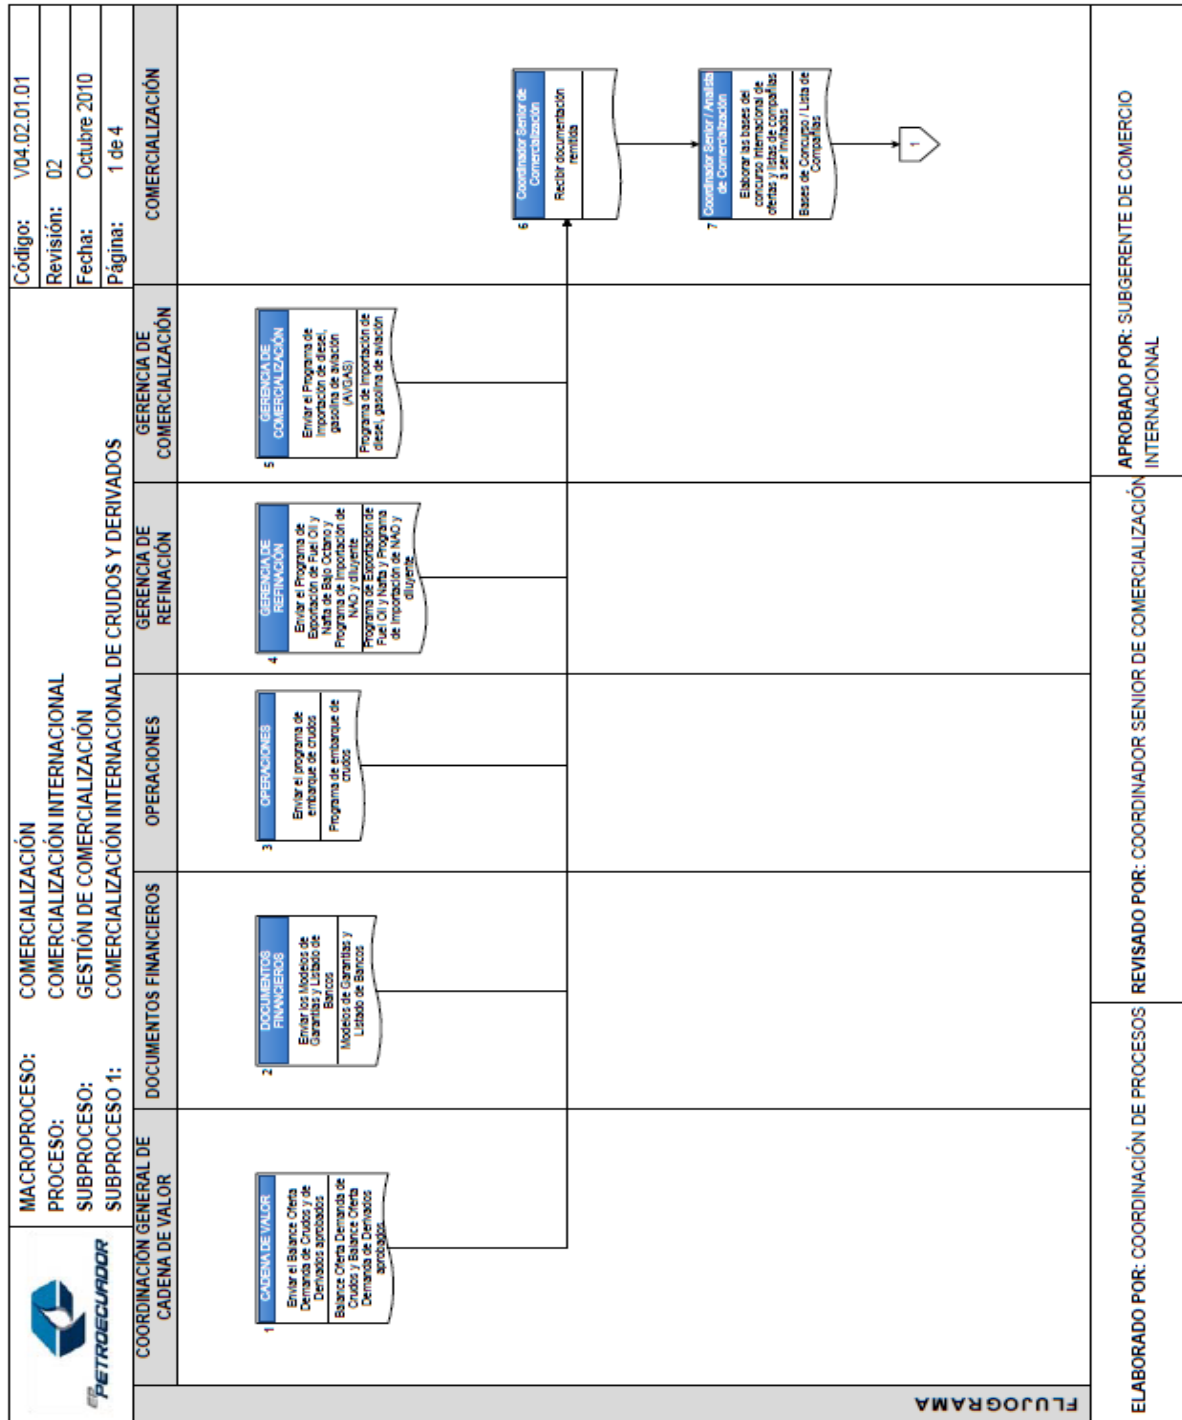 EP PETROECUADOR
MACROPROCESO: COMERCIALIZACIÓN
PROCESO: COMERCIALIZACIÓN INTERNACIONAL
SUBPROCESO: GESTIÓN DE COMERCIALIZACIÓN
SUBPROCESO 1: COMERCIALIZACIÓN INTERNACIONAL DE CRUDOS Y DERIVADOS
Código: V04.02.01.01
Revisión: 02
Fecha: Octubre 2010
Página: 1 de 4
COORDINACIÓN GENERAL DE
CADENA DE VALOR
DOCUMENTOS FINANCIEROS
OPERACIONES
GERENCIA DE
REFINACIÓN
GERENCIA DE
COMERCIALIZACIÓN
COMERCIALIZACIÓN
FLUJOGRAMA
1
CADENA DE VALOR
Enviar el Balance Oferta
Demanda de Crudos y de
Derivados aprobados
Balance Oferta Demanda de
Crudos y Balance Oferta
Demanda de Derivados
aprobados
2
DOCUMENTOS
FINANCIEROS
Enviar los Modelos de
Garantías y Listado de
Bancos
Modelos de Garantías y
Listado de Bancos
3
OPERACIONES
Enviar el programa de
embarque de crudos
Programa de embarque de
crudos
4
GERENCIA DE
REFINACIÓN
Enviar el Programa de
Exportación de Fuel Oil y
Nafta de Bajo Octano y
Programa de Importación de
NAO y diluyente
Programa de Exportación de
Fuel Oil y Nafta y Programa
de Importación de NAO y
diluyente
5
GERENCIA DE
COMERCIALIZACIÓN
Enviar el Programa de
Importación de diesel,
gasolina de aviación
(AVGAS)
Programa de Importación de
diesel, gasolina de aviación
6
Coordinador Senior de
Comercialización
Recibir documentación
remitida
7
Coordinador Senior / Analista
de Comercialización
Elaborar las bases del
concurso internacional de
ofertas y listas de compañías
a ser invitadas
Bases de Concurso / Lista de
Compañías
1
ELABORADO POR: COORDINACIÓN DE PROCESOS
REVISADO POR: COORDINADOR SENIOR DE COMERCIALIZACIÓN
APROBADO POR: SUBGERENTE DE COMERCIO
INTERNACIONAL